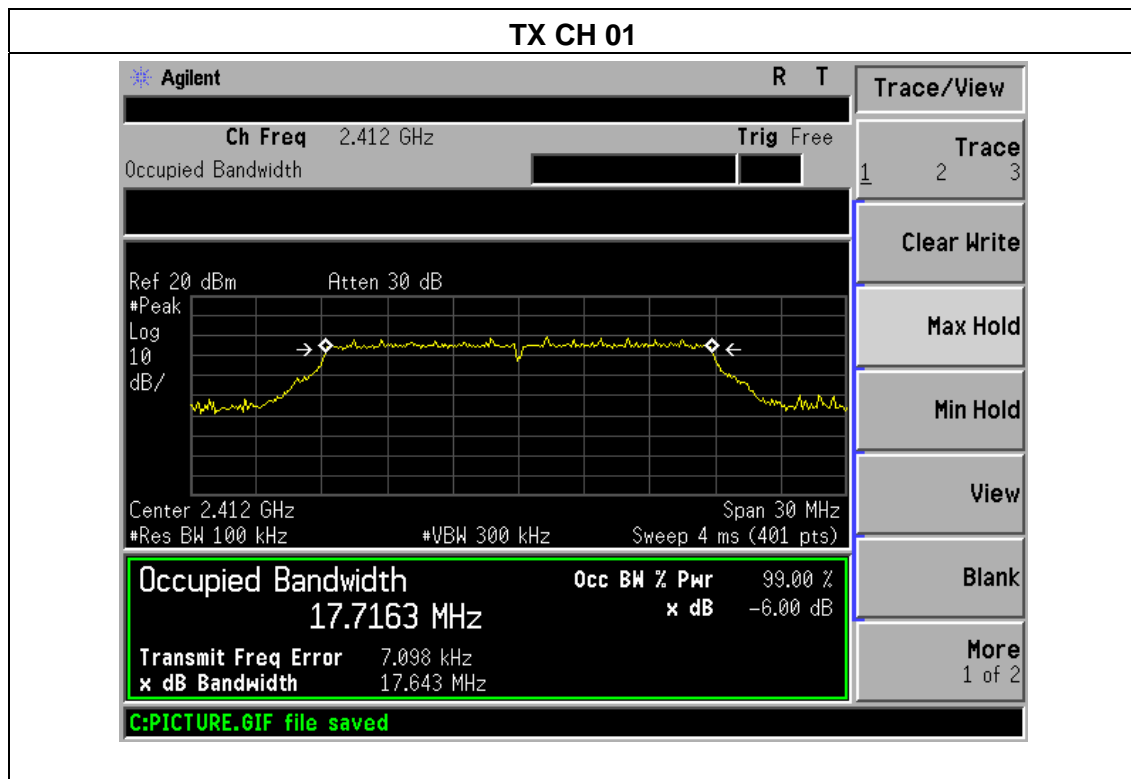 TX CH 01
Agilent R T
Trace/View
Ch Freq 2.412 GHz Trig Free
Occupied Bandwidth
Trace
1 2 3
Clear Write
Ref 20 dBm Atten 30 dB
#Peak
Log
10
dB/
Max Hold
Min Hold
View
Center 2.412 GHz Span 30 MHz
#Res BW 100 kHz #VBW 300 kHz Sweep 4 ms (401 pts)
Occupied Bandwidth Occ BW % Pwr 99.00 %
17.7163 MHz x dB -6.00 dB
Blank
Transmit Freq Error 7.098 kHz
x dB Bandwidth 17.643 MHz
More
1 of 2
C:PICTURE.GIF file saved